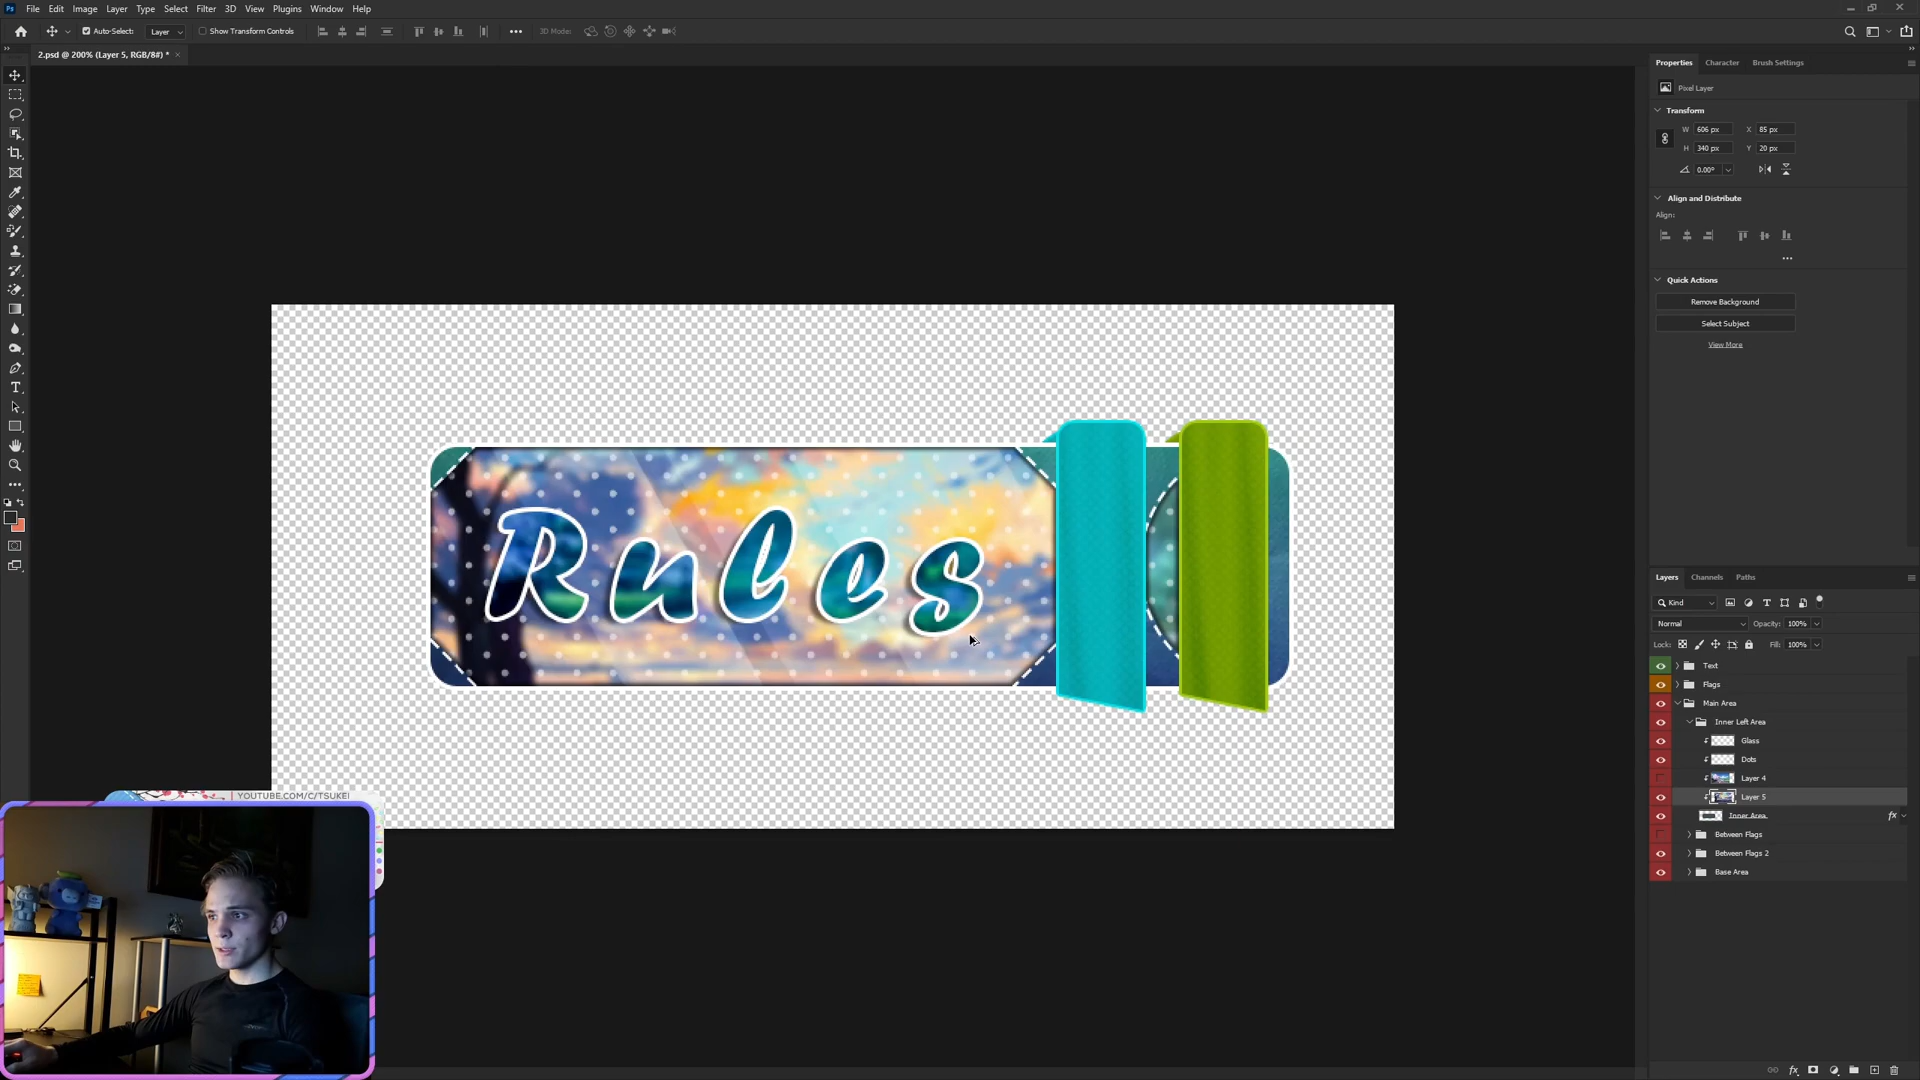 File Edit Image Layer Type Select Filter 3D View Plugins Window Help
Auto-Select: Layer Show Transform Controls 3D Mode:
2.psd @ 200% (Layer 5, RGB/8#) *
Properties Character Brush Settings
Pixel Layer
Transform
W 606 px X 85 px
H 340 px Y 20 px
0.00°
Align and Distribute
Align:
Quick Actions
Remove Background
Select Subject
View More
Rules
YOUTUBE.COM/C/TSUKEI
Layers Channels Paths
Kind
Normal Opacity: 100%
Lock: Fill: 100%
Text
Flags
Main Area
Inner Left Area
Glass
Dots
Layer 4
Layer 5
Inner Area fx
Between Flags
Between Flags 2
Base Area
fx